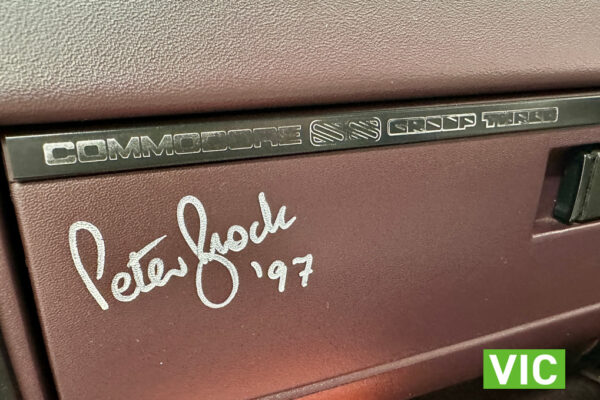 COMMODORE SS GROUP THREE
Peter Brock
'97
VIC